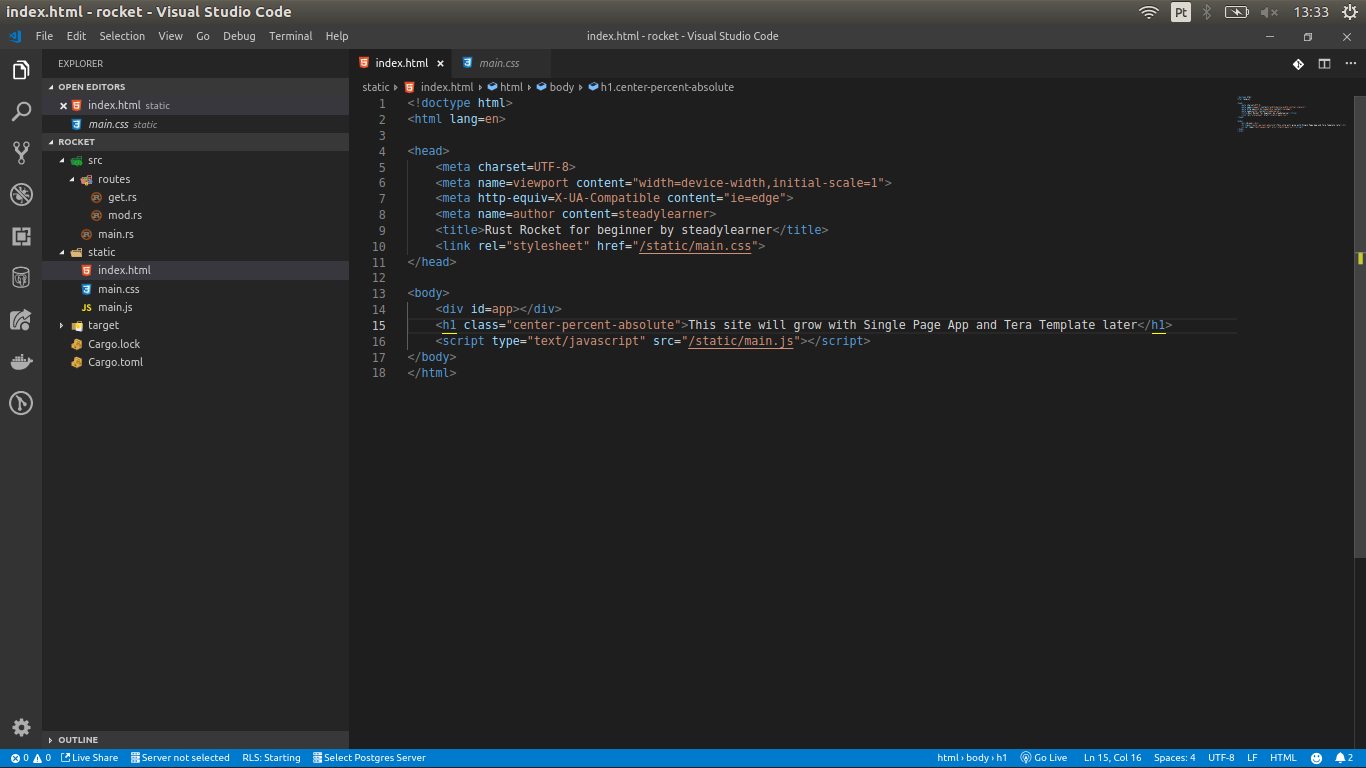 index.html - rocket - Visual Studio Code
Pt
13:33
File Edit Selection View Go Debug Terminal Help
index.html - rocket - Visual Studio Code
EXPLORER
OPEN EDITORS
index.html static
main.css static
ROCKET
src
routes
get.rs
mod.rs
main.rs
static
index.html
main.css
JS main.js
target
Cargo.lock
Cargo.toml
OUTLINE
index.html
main.css
static › index.html › html › body › h1.center-percent-absolute
1 <!doctype html>
2 <html lang=en>
3
4 <head>
5 <meta charset=UTF-8>
6 <meta name=viewport content="width=device-width,initial-scale=1">
7 <meta http-equiv=X-UA-Compatible content="ie=edge">
8 <meta name=author content=steadylearner>
9 <title>Rust Rocket for beginner by steadylearner</title>
10 <link rel="stylesheet" href="/static/main.css">
11 </head>
12
13 <body>
14 <div id=app></div>
15 <h1 class="center-percent-absolute">This site will grow with Single Page App and Tera Template later</h1>
16 <script type="text/javascript" src="/static/main.js"></script>
17 </body>
18 </html>
0 0 Live Share Server not selected RLS: Starting Select Postgres Server html › body › h1 Go Live Ln 15, Col 16 Spaces: 4 UTF-8 LF HTML 2